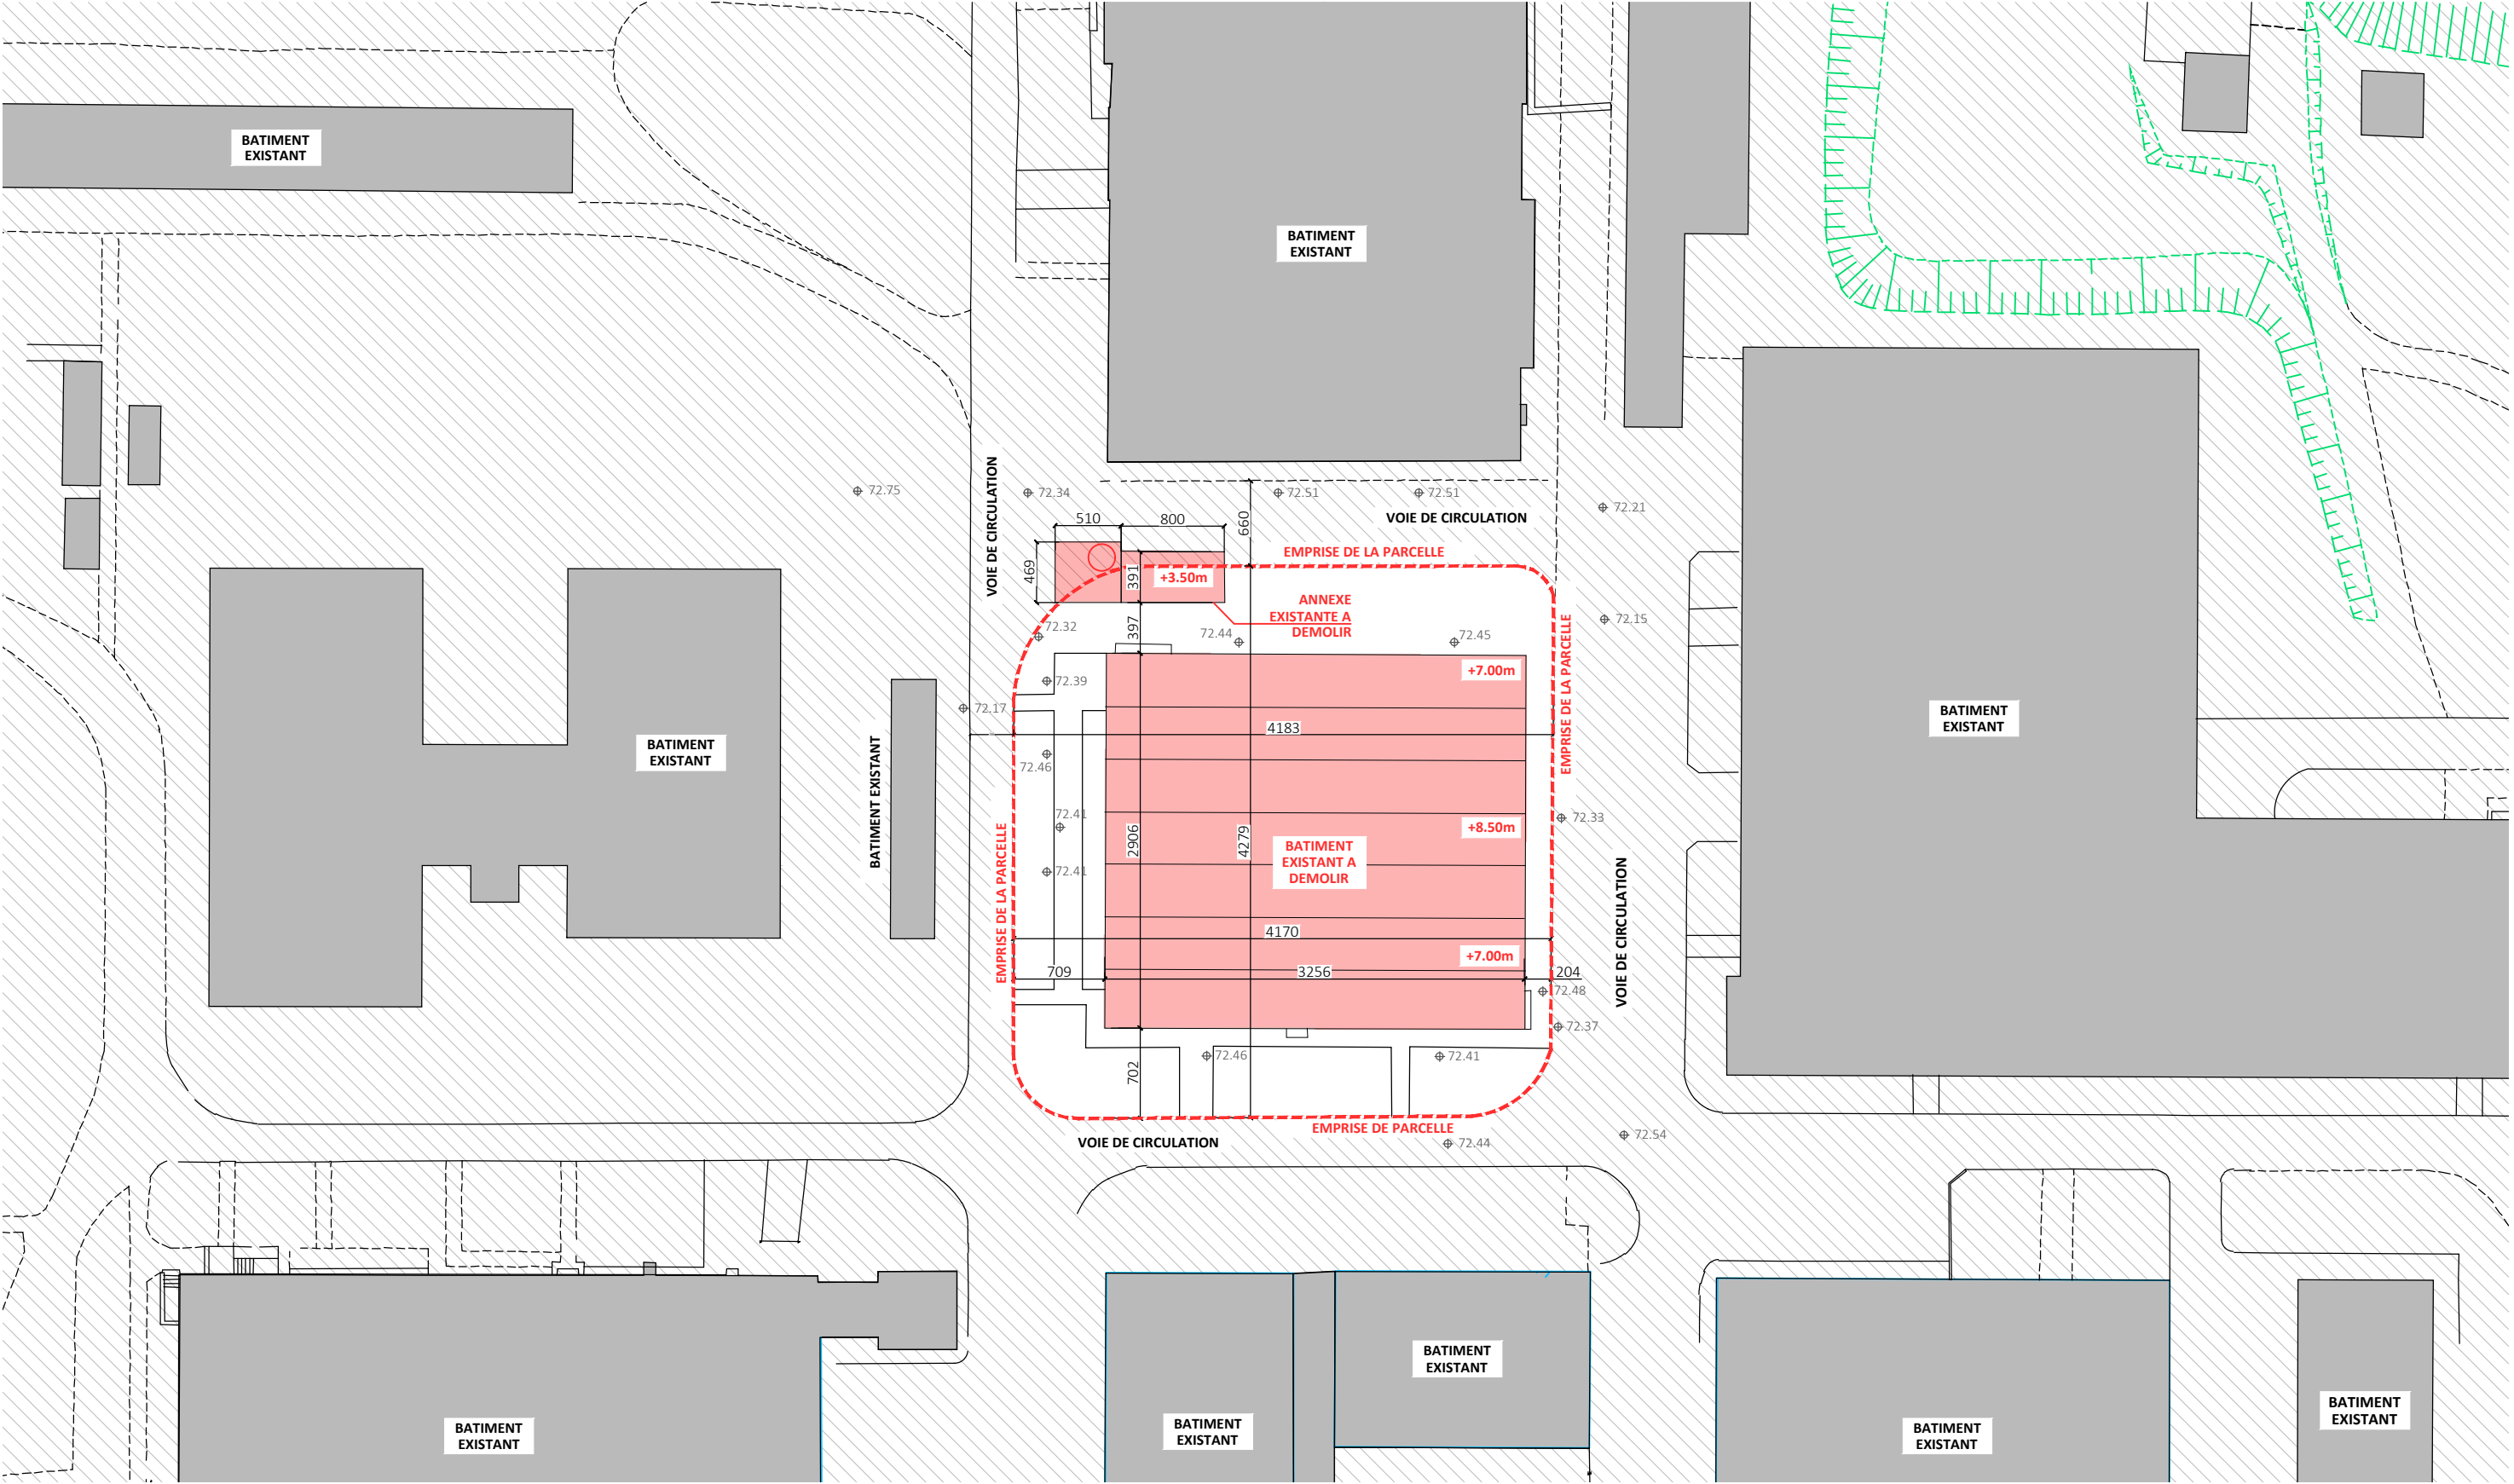 BATIMENT
EXISTANT
BATIMENT
EXISTANT
VOIE DE CIRCULATION
72.75
72.34
72.51
72.51
72.21
510
800
660
VOIE DE CIRCULATION
EMPRISE DE LA PARCELLE
469
391
+3.50m
ANNEXE
EXISTANTE A
DEMOLIR
72.32
397
72.44
72.45
72.15
EMPRISE DE LA PARCELLE
+7.00m
72.39
72.17
4183
BATIMENT
EXISTANT
BATIMENT EXISTANT
BATIMENT
EXISTANT
72.46
72.41
72.33
2906
4279
+8.50m
BATIMENT
EXISTANT A
DEMOLIR
72.41
EMPRISE DE LA PARCELLE
VOIE DE CIRCULATION
4170
+7.00m
709
3256
204
72.48
72.37
72.46
72.41
702
EMPRISE DE PARCELLE
VOIE DE CIRCULATION
72.44
72.54
BATIMENT
EXISTANT
BATIMENT
EXISTANT
BATIMENT
EXISTANT
BATIMENT
EXISTANT
BATIMENT
EXISTANT